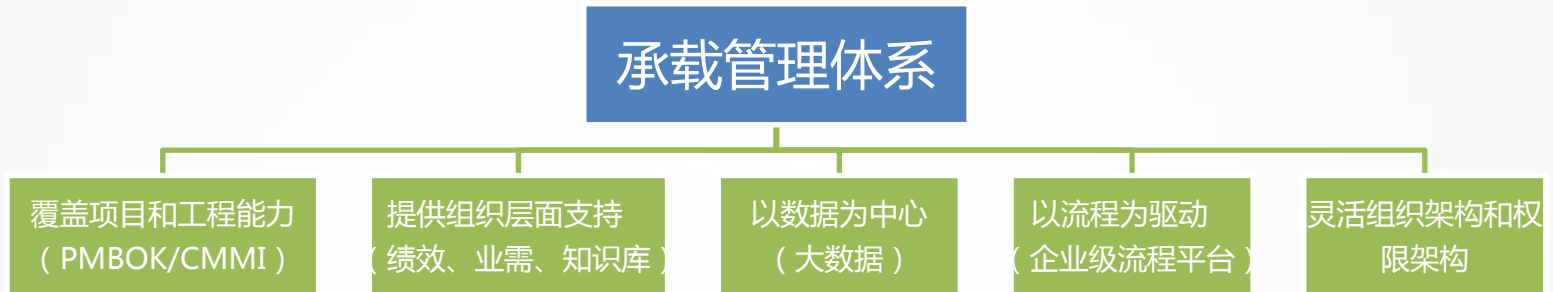 承载管理体系
覆盖项目和工程能力
（PMBOK/CMMI）
提供组织层面支持
（绩效、业需、知识库）
以数据为中心
（大数据）
以流程为驱动
（企业级流程平台）
灵活组织架构和权
限架构